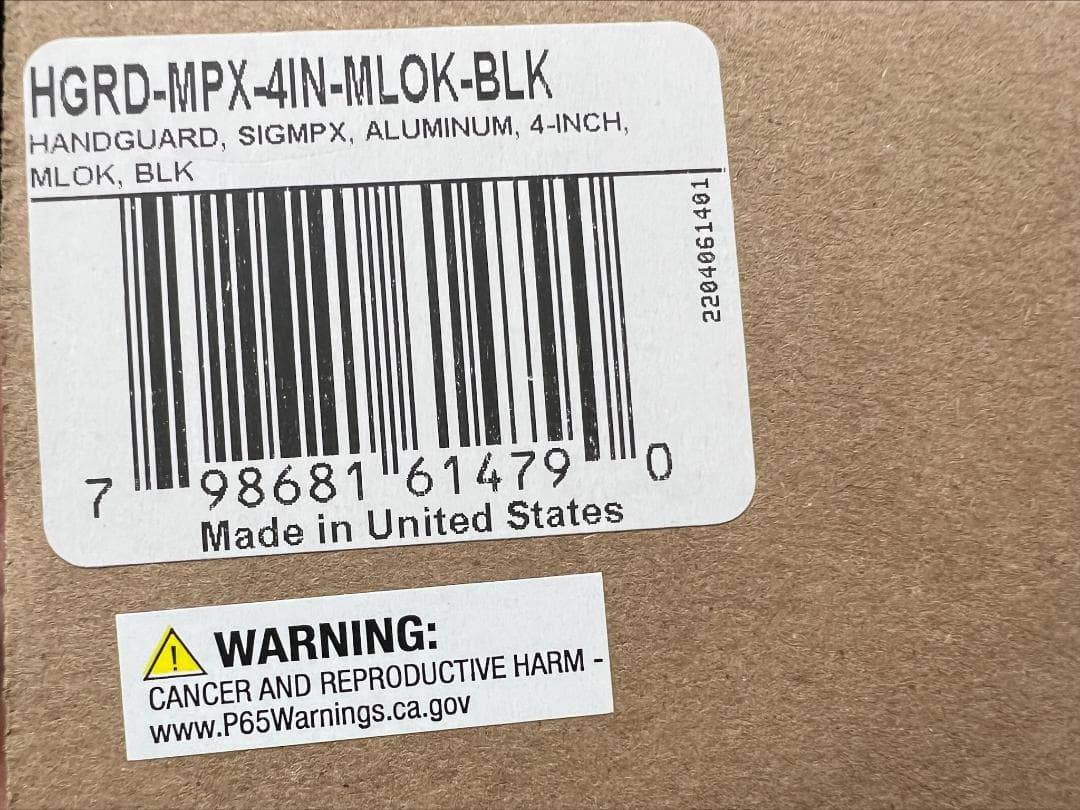 HGRD-MPX-4IN-MLOK-BLK
HANDGUARD, SIGMPX, ALUMINUM, 4-INCH,
MLOK, BLK
2204061401
7 98681 61479 0
Made in United States
WARNING:
CANCER AND REPRODUCTIVE HARM -
www.P65Warnings.ca.gov